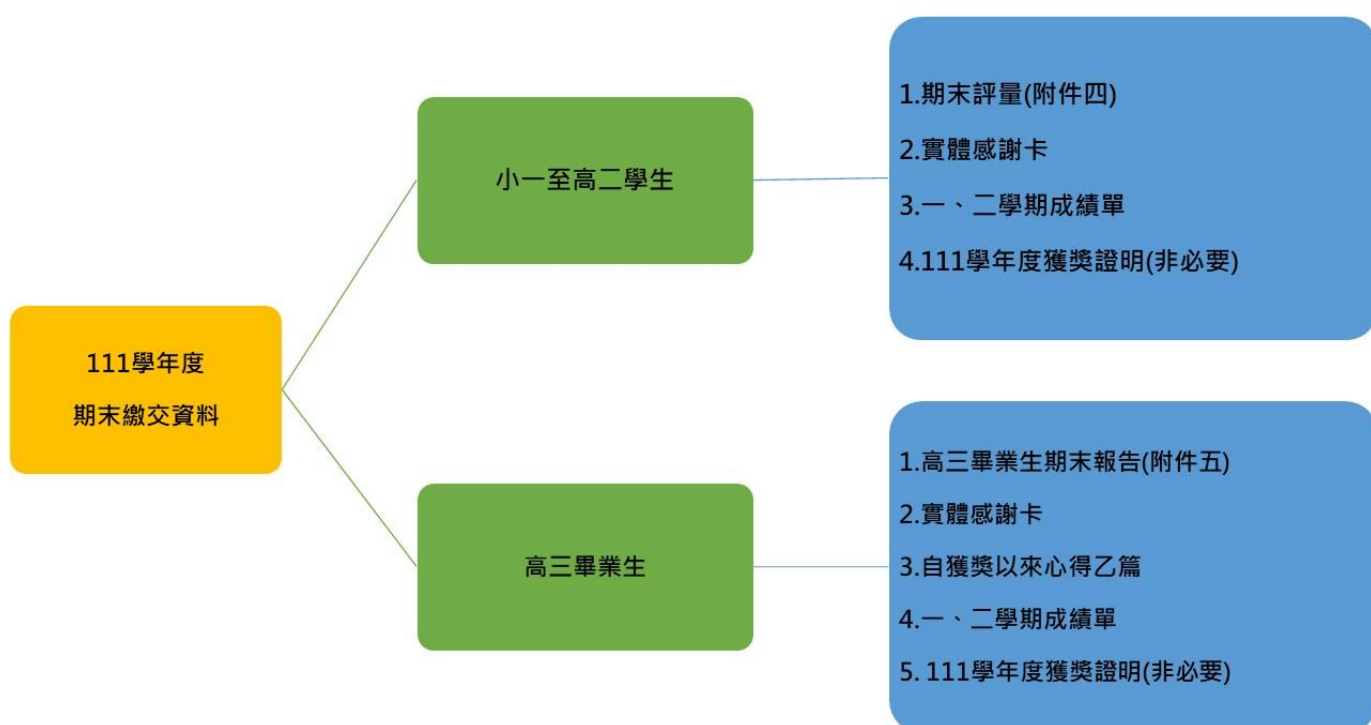 111學年度
期末繳交資料
小一至高二學生
1.期末評量(附件四)
2.實體感謝卡
3.一、二學期成績單
4.111學年度獲獎證明(非必要)
高三畢業生
1.高三畢業生期末報告(附件五)
2.實體感謝卡
3.自獲獎以來心得乙篇
4.一、二學期成績單
5. 111學年度獲獎證明(非必要)